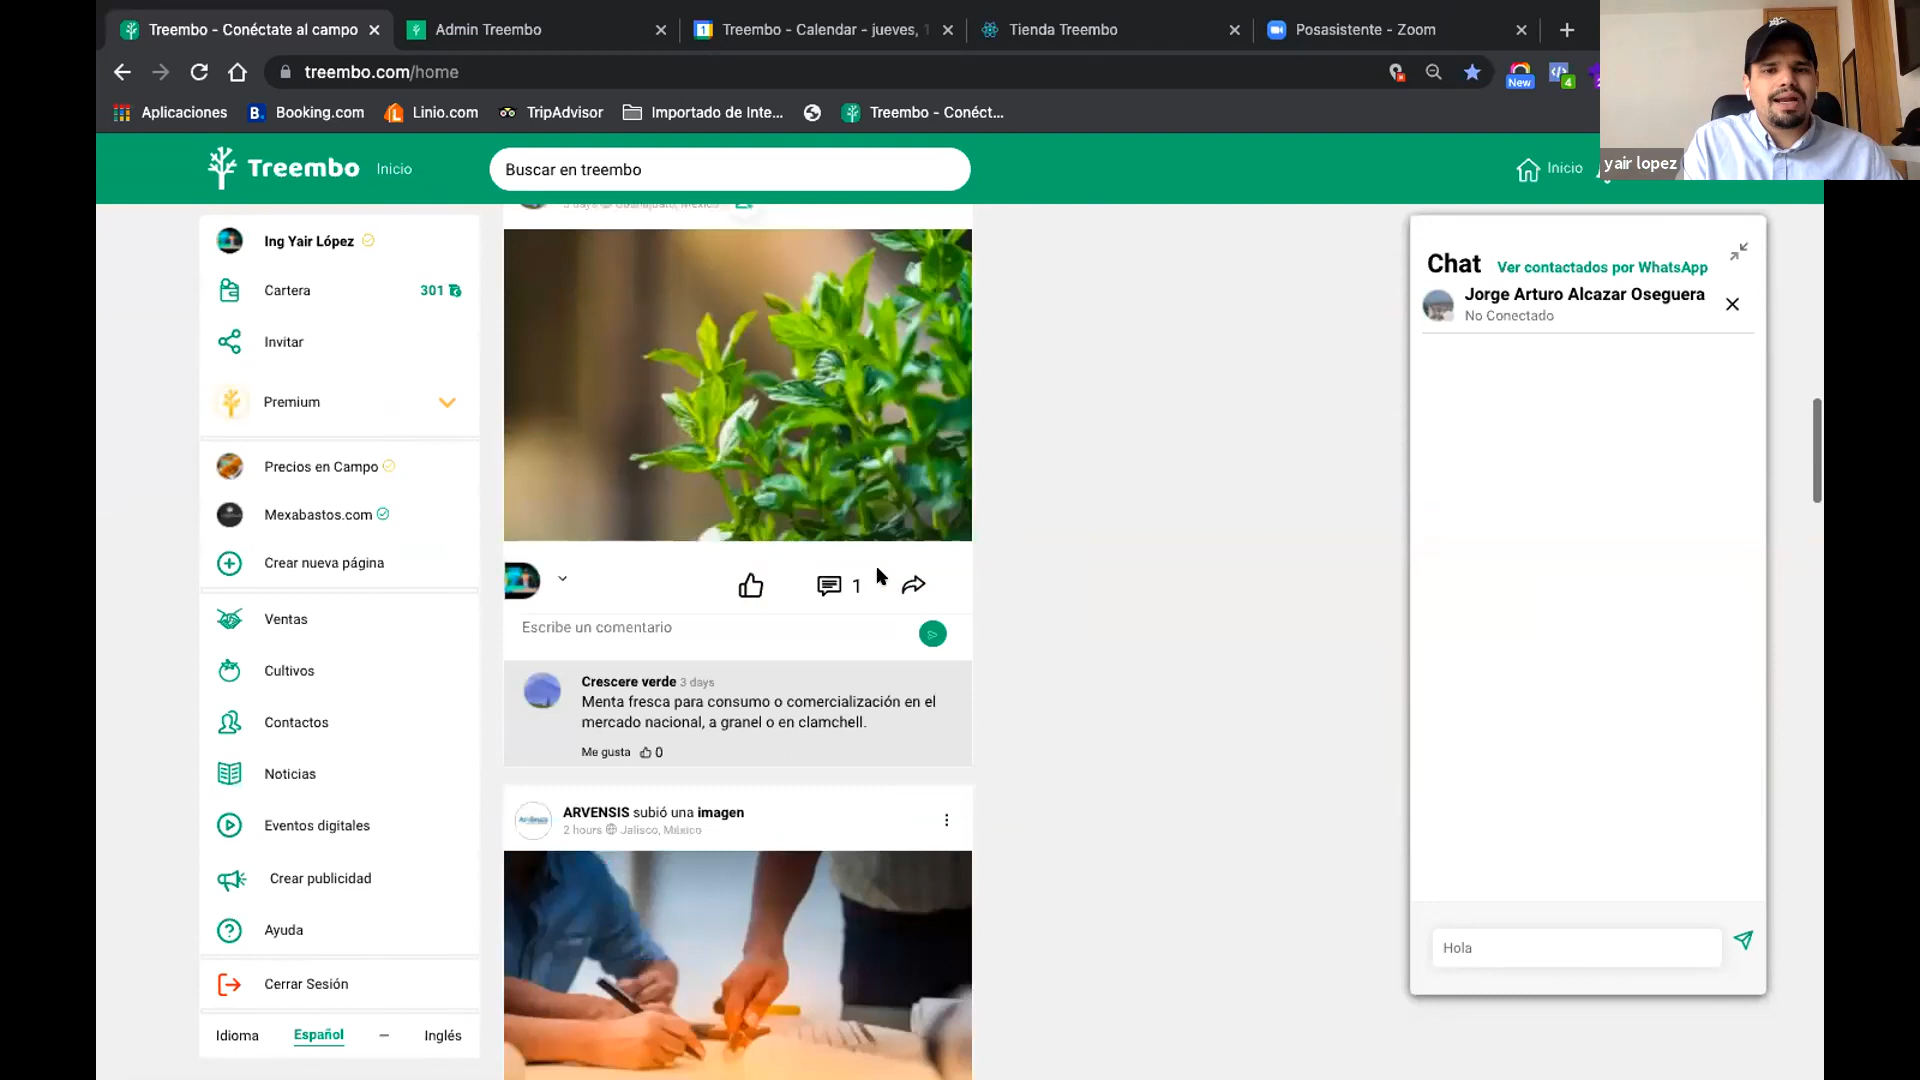 Treembo - Conéctate al campo
Admin Treembo
Treembo - Calendar - jueves, 1
Tienda Treembo
Posasistente - Zoom
treembo.com/home
New
4
Aplicaciones
B. Booking.com
Linio.com
TripAdvisor
Importado de Inte...
Treembo - Conéct...
Treembo
Inicio
Buscar en treembo
Inicio
yair lopez
Ing Yair López
Cartera
301
Invitar
Premium
Precios en Campo
Mexabastos.com
Crear nueva página
Ventas
Cultivos
Contactos
Noticias
Eventos digitales
Crear publicidad
Ayuda
Cerrar Sesión
Idioma
Español
–
Inglés
1
Escribe un comentario
Crescere verde 3 days
Menta fresca para consumo o comercialización en el
mercado nacional, a granel o en clamchell.
Me gusta 0
ARVENSIS subió una imagen
2 hours Jalisco, México
Chat
Ver contactados por WhatsApp
Jorge Arturo Alcazar Oseguera
No Conectado
Hola